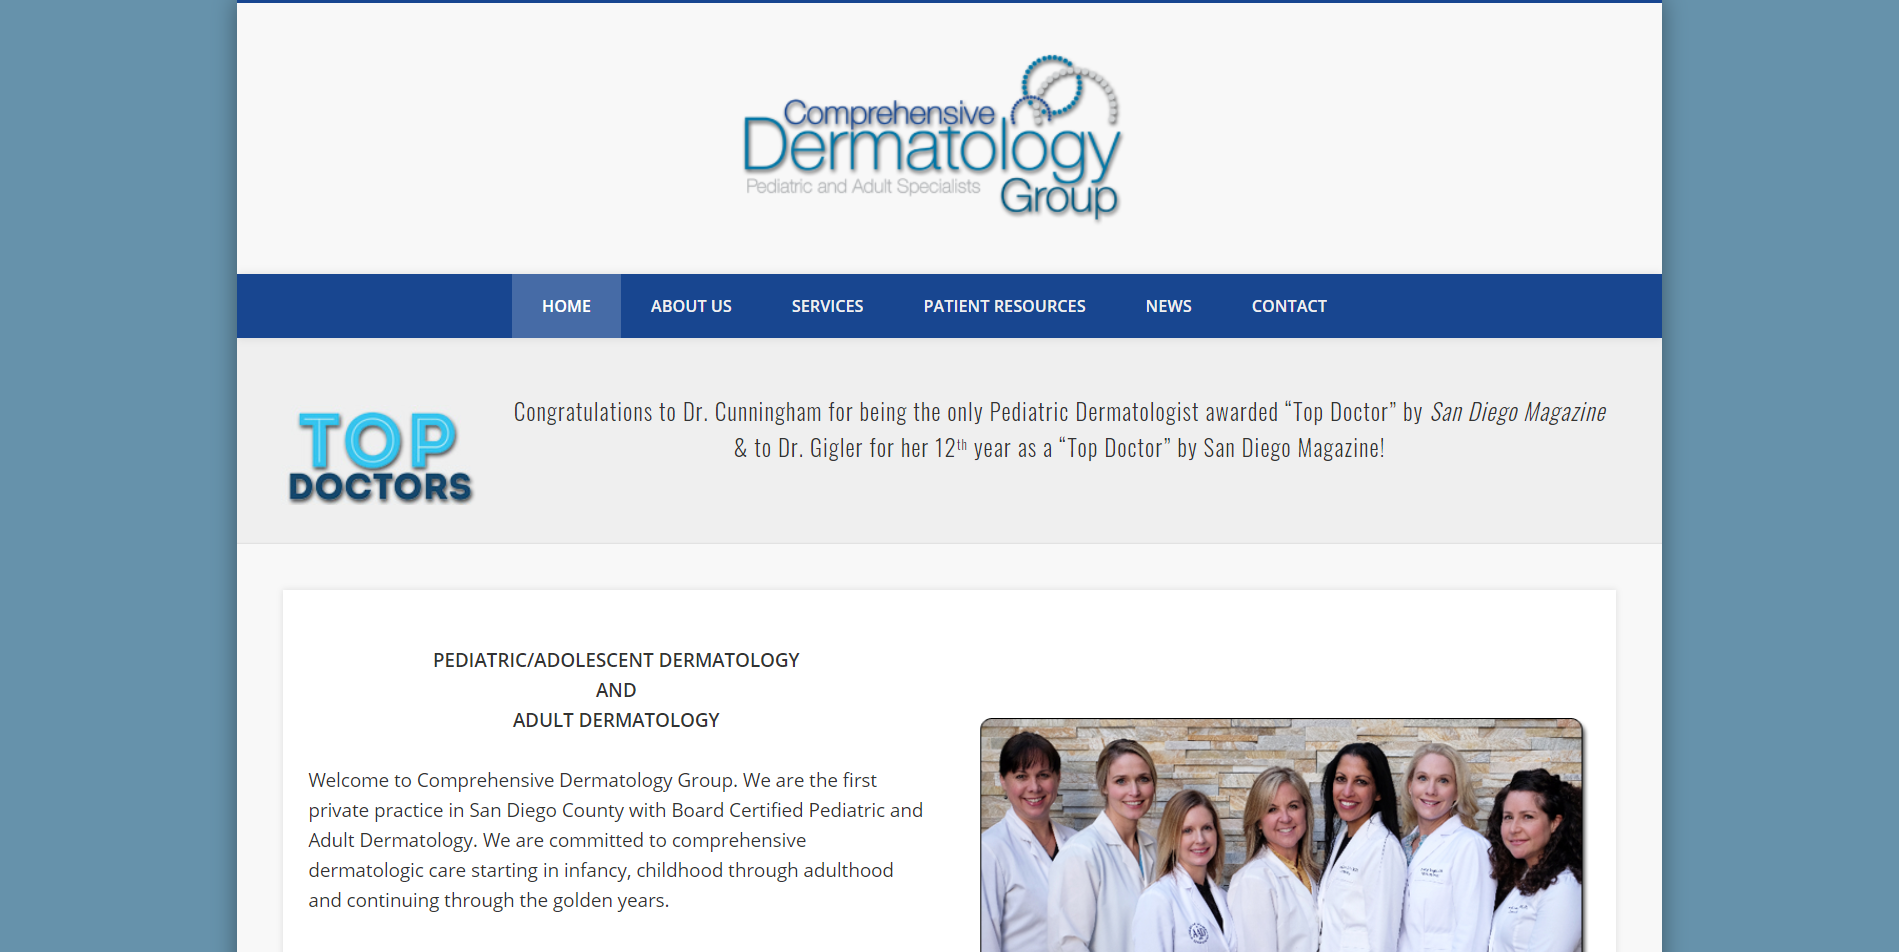 Comprehensive
Dermatology
Pediatric and Adult Specialists
Group
HOME ABOUT US SERVICES PATIENT RESOURCES NEWS CONTACT
TOP
DOCTORS
Congratulations to Dr. Cunningham for being the only Pediatric Dermatologist awarded “Top Doctor” by San Diego Magazine
& to Dr. Gigler for her 12th year as a “Top Doctor” by San Diego Magazine!
PEDIATRIC/ADOLESCENT DERMATOLOGY
AND
ADULT DERMATOLOGY
Welcome to Comprehensive Dermatology Group. We are the first
private practice in San Diego County with Board Certified Pediatric and
Adult Dermatology. We are committed to comprehensive
dermatologic care starting in infancy, childhood through adulthood
and continuing through the golden years.